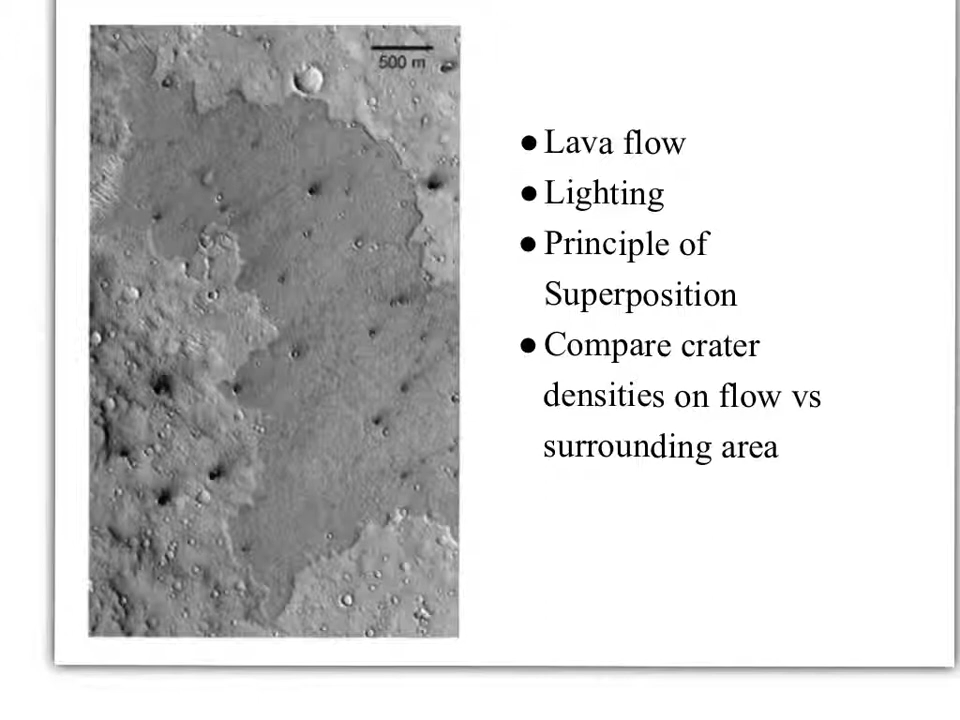 500 m
● Lava flow
● Lighting
● Principle of
Superposition
● Compare crater
densities on flow vs
surrounding area